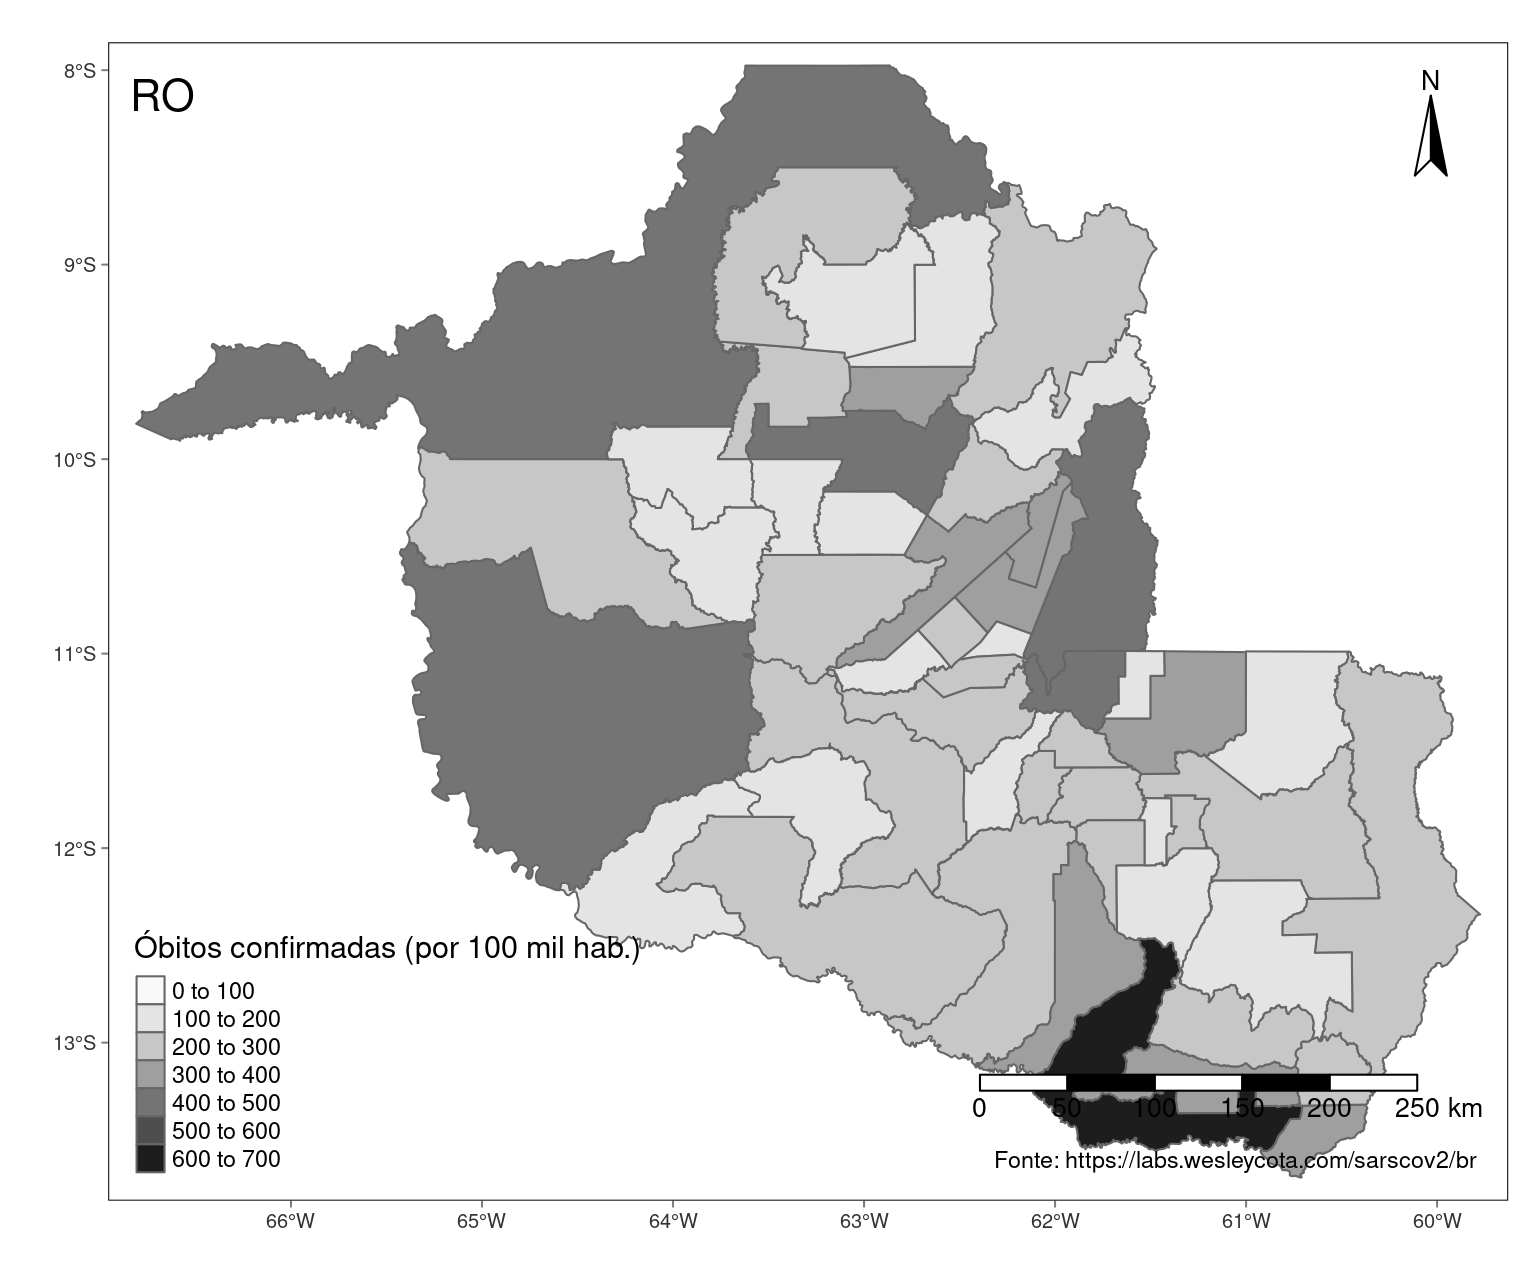 RO
N
8°S
9°S
10°S
11°S
12°S
13°S
Óbitos confirmadas (por 100 mil hab.)
0 to 100
100 to 200
200 to 300
300 to 400
400 to 500
500 to 600
600 to 700
0 50 100 150 200 250 km
Fonte: https://labs.wesleycota.com/sarscov2/br
66°W 65°W 64°W 63°W 62°W 61°W 60°W